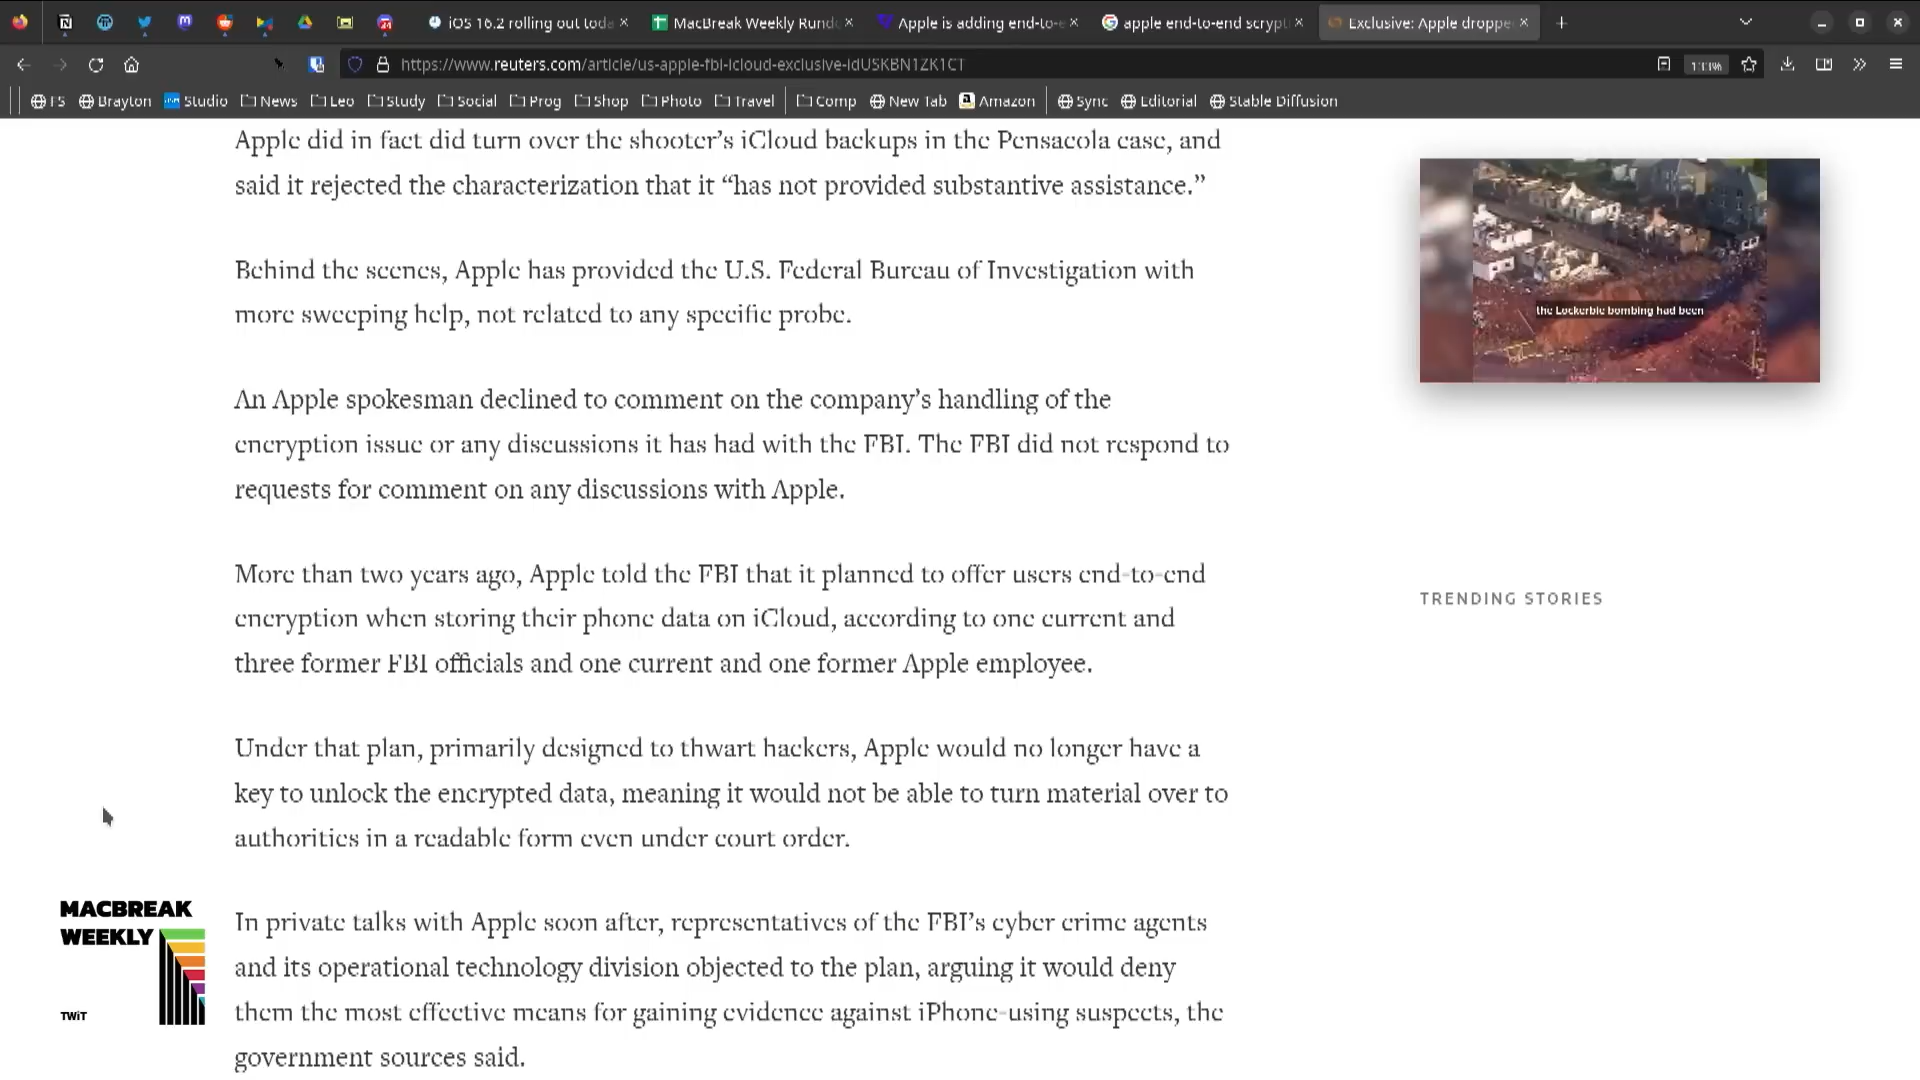 iOS 16.2 rolling out toda
MacBreak Weekly Rund
Apple is adding end-to-e
apple end-to-end scrypt
Exclusive: Apple droppe
https://www.reuters.com/article/us-apple-fbi-icloud-exclusive-idUSKBN1ZK1CT
133%
FS
Brayton
Studio
News
Leo
Study
Social
Prog
Shop
Photo
Travel
Comp
New Tab
Amazon
Sync
Editorial
Stable Diffusion
Apple did in fact did turn over the shooter’s iCloud backups in the Pensacola case, and
said it rejected the characterization that it “has not provided substantive assistance.”
Behind the scenes, Apple has provided the U.S. Federal Bureau of Investigation with
more sweeping help, not related to any specific probe.
An Apple spokesman declined to comment on the company’s handling of the
encryption issue or any discussions it has had with the FBI. The FBI did not respond to
requests for comment on any discussions with Apple.
More than two years ago, Apple told the FBI that it planned to offer users end-to-end
encryption when storing their phone data on iCloud, according to one current and
three former FBI officials and one current and one former Apple employee.
Under that plan, primarily designed to thwart hackers, Apple would no longer have a
key to unlock the encrypted data, meaning it would not be able to turn material over to
authorities in a readable form even under court order.
In private talks with Apple soon after, representatives of the FBI’s cyber crime agents
and its operational technology division objected to the plan, arguing it would deny
them the most effective means for gaining evidence against iPhone-using suspects, the
government sources said.
the Lockerbie bombing had been
TRENDING STORIES
MACBREAK
WEEKLY
TWiT